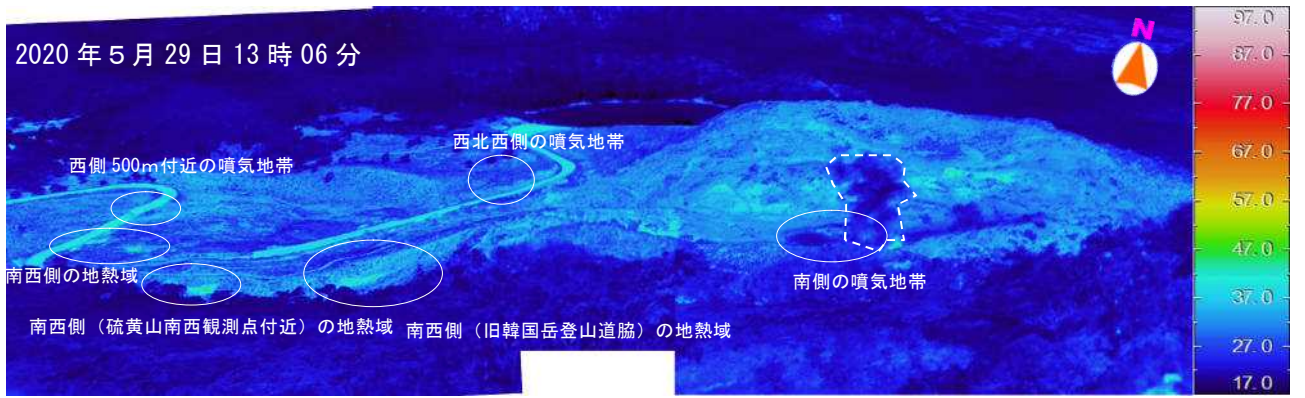 2020年5月29日13時06分
N
西北西側の噴気地帯
西側500m付近の噴気地帯
南西側の地熱域
南側の噴気地帯
南西側（硫黄山南西観測点付近）の地熱域
南西側（旧韓国岳登山道脇）の地熱域
97.0
87.0
77.0
67.0
57.0
47.0
37.0
27.0
17.0